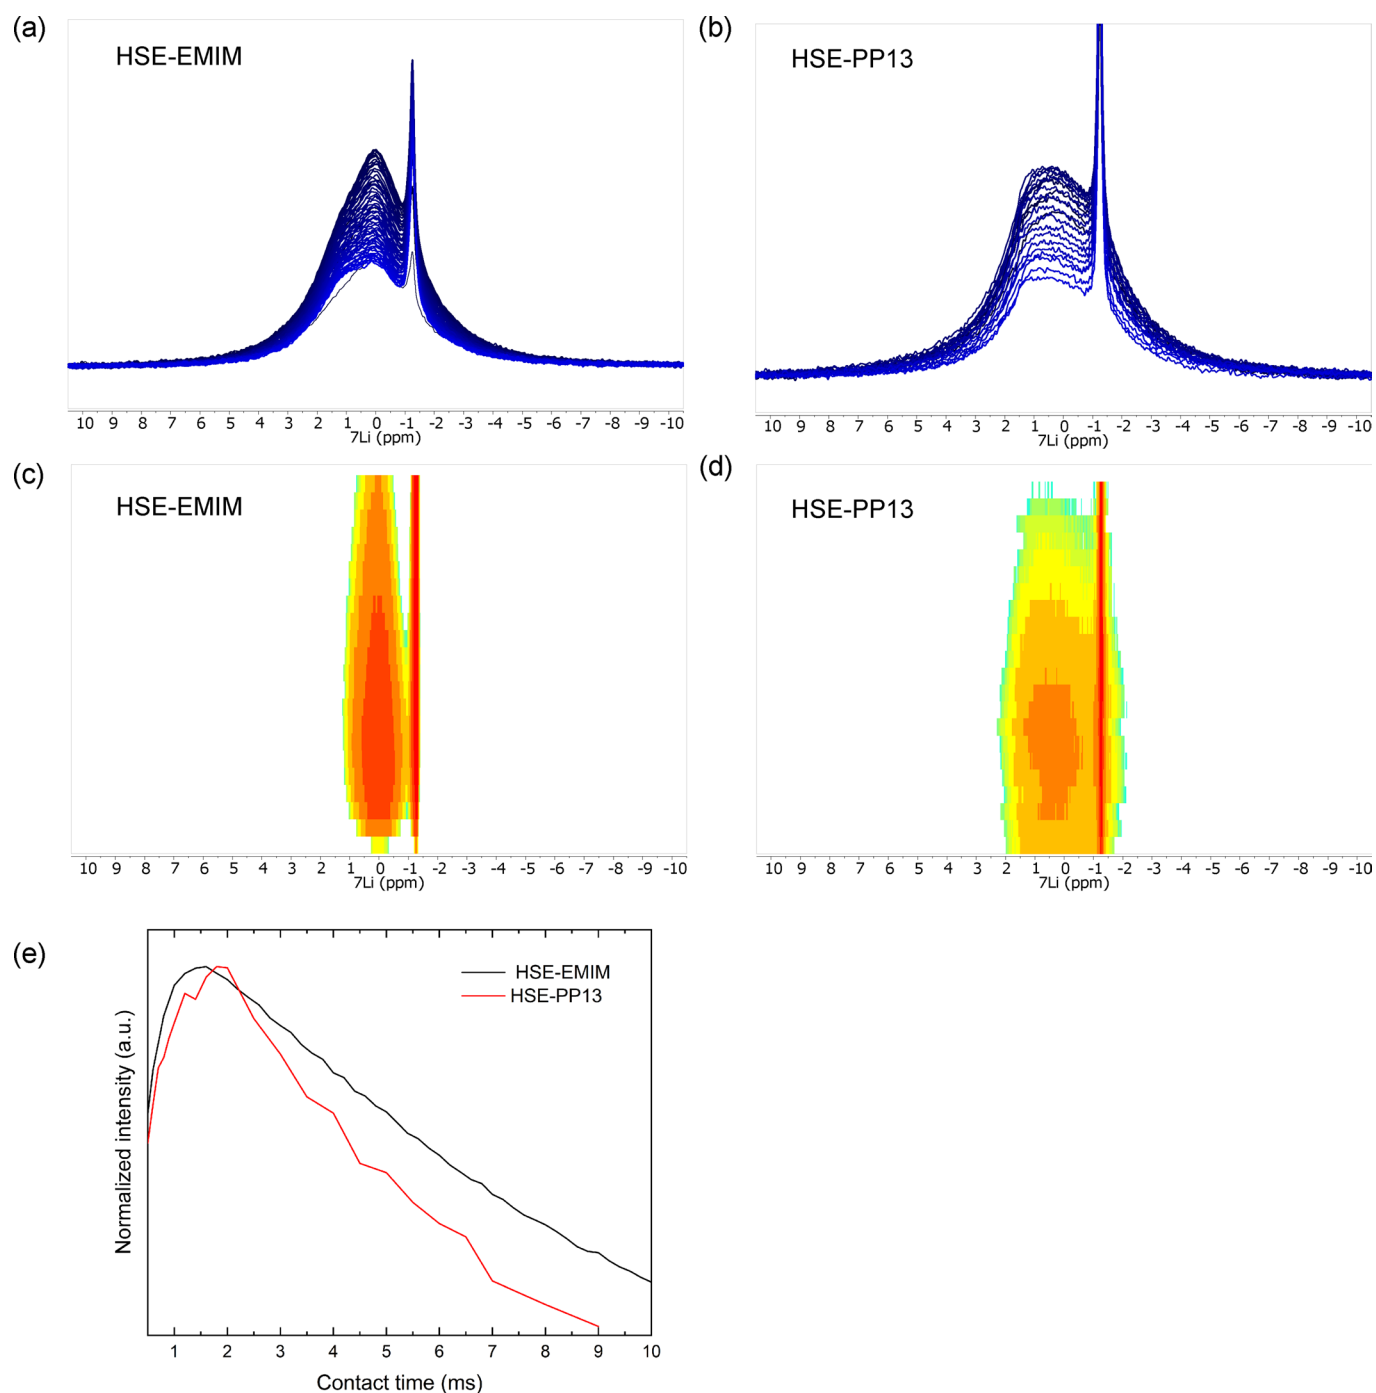 (a)
HSE-EMIM
10 9 8 7 6 5 4 3 2 1 0 -1 -2 -3 -4 -5 -6 -7 -8 -9 -10
7Li (ppm)
(b)
HSE-PP13
10 9 8 7 6 5 4 3 2 1 0 -1 -2 -3 -4 -5 -6 -7 -8 -9 -10
7Li (ppm)
(c)
HSE-EMIM
10 9 8 7 6 5 4 3 2 1 0 -1 -2 -3 -4 -5 -6 -7 -8 -9 -10
7Li (ppm)
(d)
HSE-PP13
10 9 8 7 6 5 4 3 2 1 0 -1 -2 -3 -4 -5 -6 -7 -8 -9 -10
7Li (ppm)
(e)
HSE-EMIM
HSE-PP13
Normalized intensity (a.u.)
1 2 3 4 5 6 7 8 9 10
Contact time (ms)